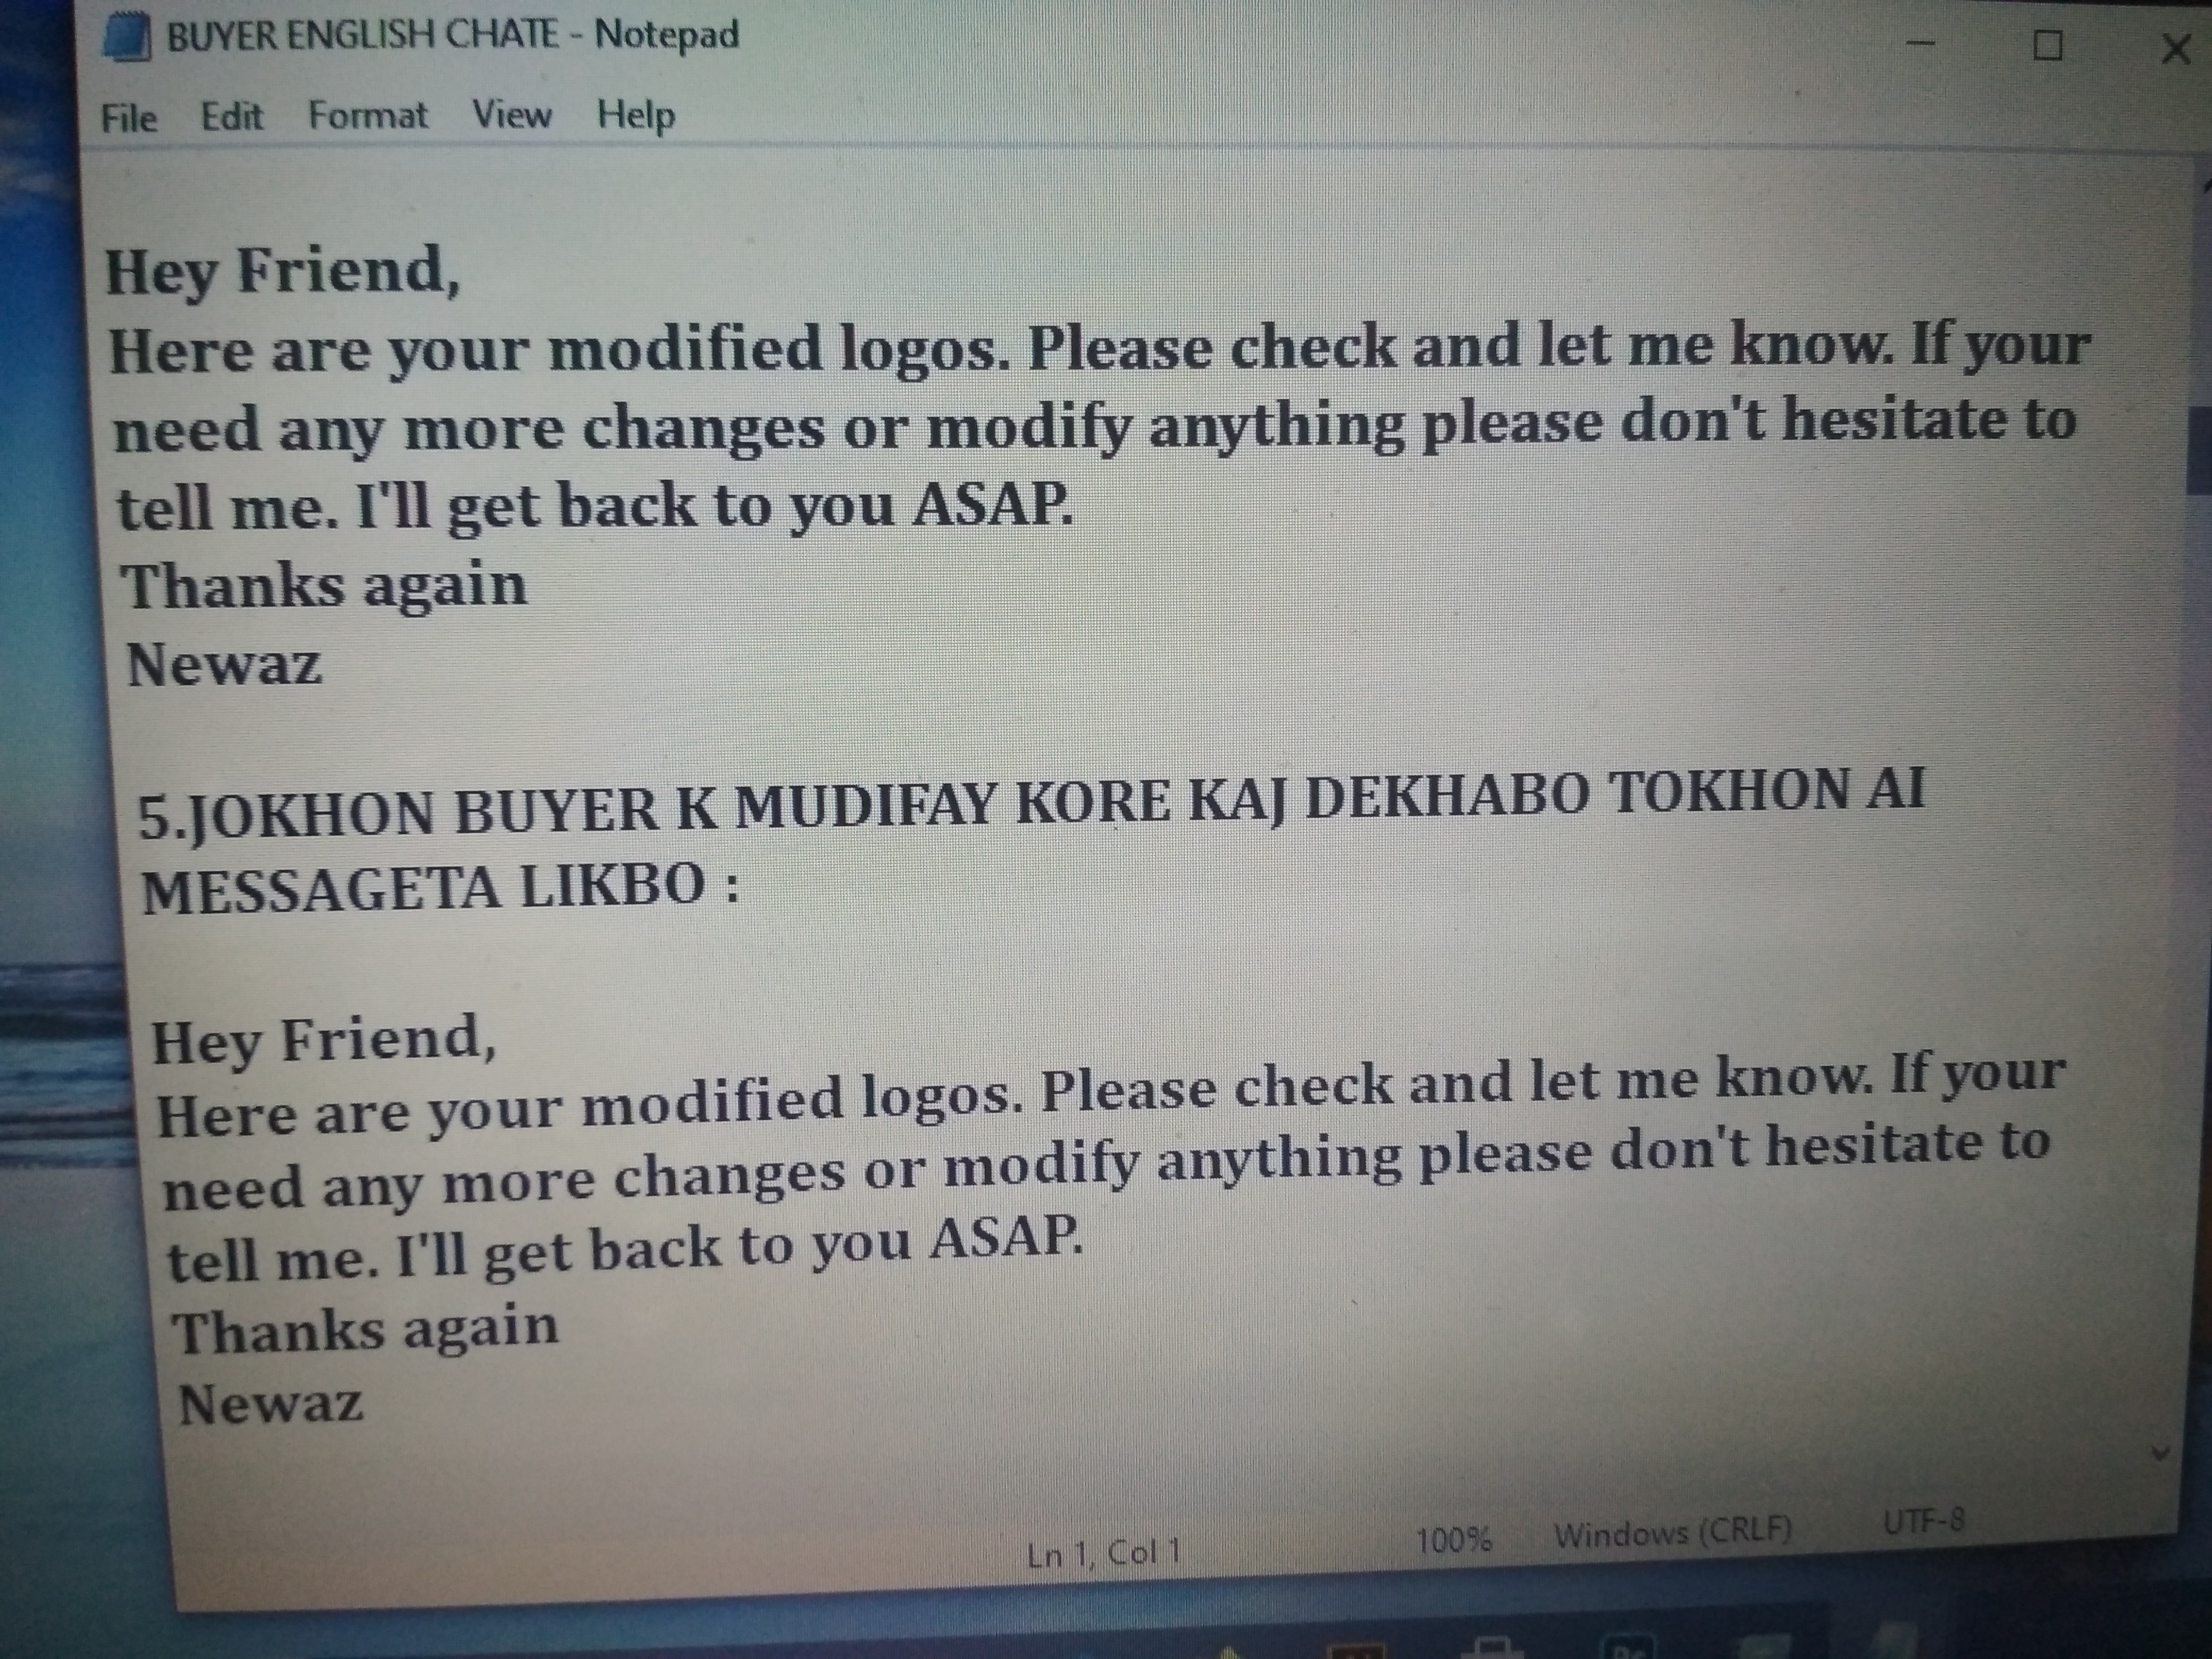 BUYER ENGLISH CHATE - Notepad
File Edit Format View Help
Hey Friend,
Here are your modified logos. Please check and let me know. If your
need any more changes or modify anything please don't hesitate to
tell me. I'll get back to you ASAP.
Thanks again
Newaz
5.JOKHON BUYER K MUDIFAY KORE KAJ DEKHABO TOKHON AI
MESSAGETA LIKBO :
Hey Friend,
Here are your modified logos. Please check and let me know. If your
need any more changes or modify anything please don't hesitate to
tell me. I'll get back to you ASAP.
Thanks again
Newaz
Ln 1, Col 1 100% Windows (CRLF) UTF-8